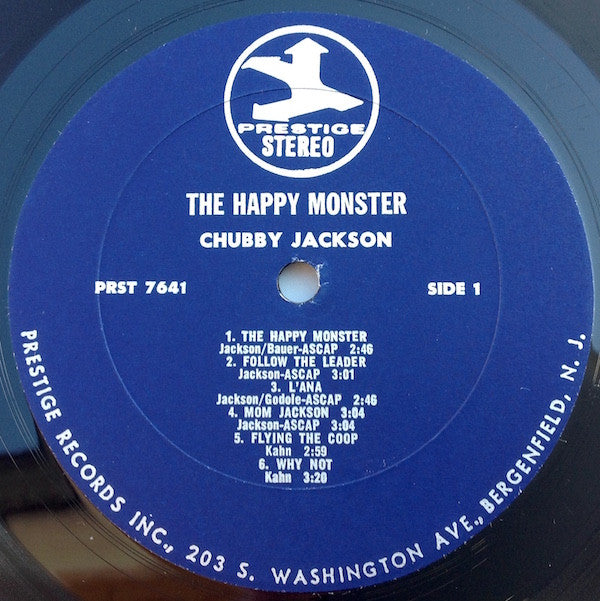 PRESTIGE
STEREO
THE HAPPY MONSTER
CHUBBY JACKSON
PRST 7641
SIDE 1
1. THE HAPPY MONSTER
Jackson/Bauer-ASCAP 2:46
2. FOLLOW THE LEADER
Jackson-ASCAP 3:01
3. L'ANA
Jackson/Godole-ASCAP 2:46
4. MOM JACKSON 3:04
Jackson-ASCAP 3:04
5. FLYING THE COOP
Kahn 2:59
6. WHY NOT
Kahn 3:20
PRESTIGE RECORDS INC., 203 S. WASHINGTON AVE., BERGENFIELD, N. J.